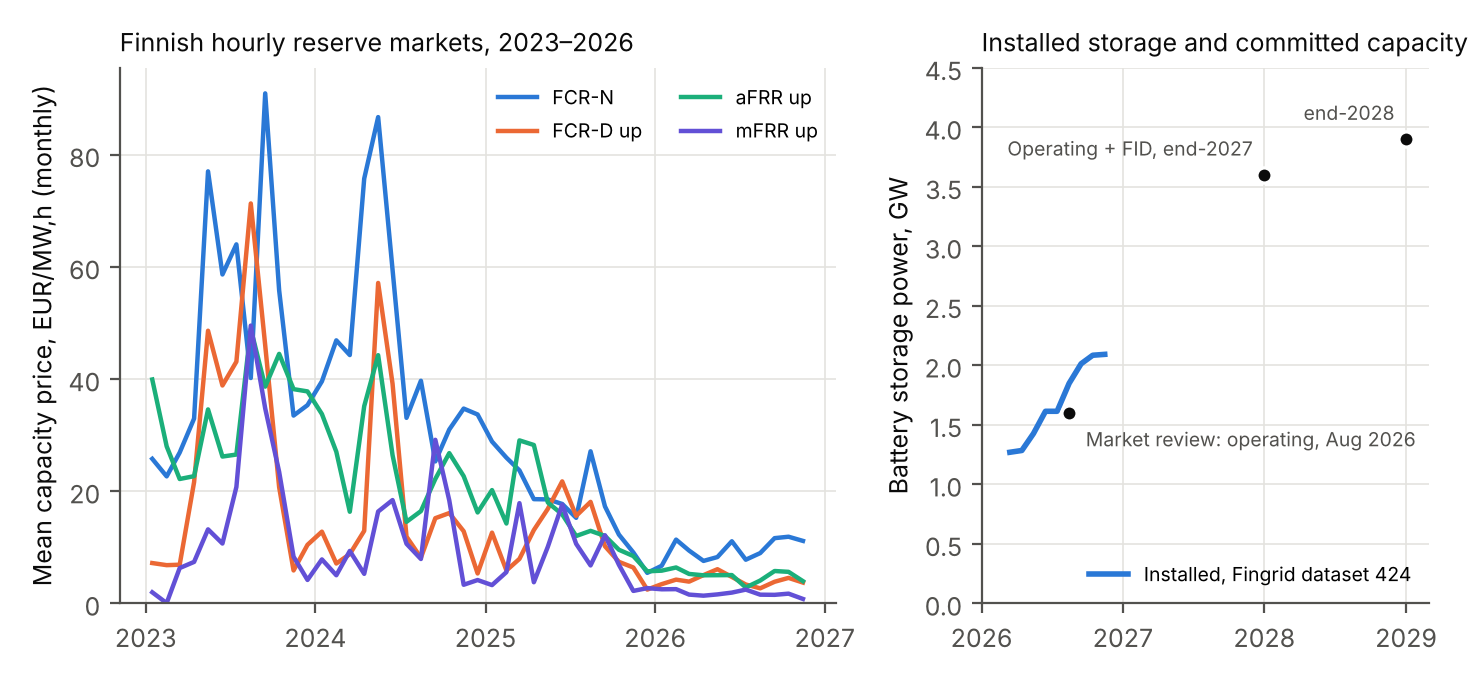 Finnish hourly reserve markets, 2023–2026
Mean capacity price, EUR/MW,h (monthly)
80
60
40
20
0
2023
2024
2025
2026
2027
FCR-N
FCR-D up
aFRR up
mFRR up
Installed storage and committed capacity
Battery storage power, GW
4.5
4.0
3.5
3.0
2.5
2.0
1.5
1.0
0.5
0.0
2026
2027
2028
2029
end-2028
Operating + FID, end-2027
Market review: operating, Aug 2026
Installed, Fingrid dataset 424